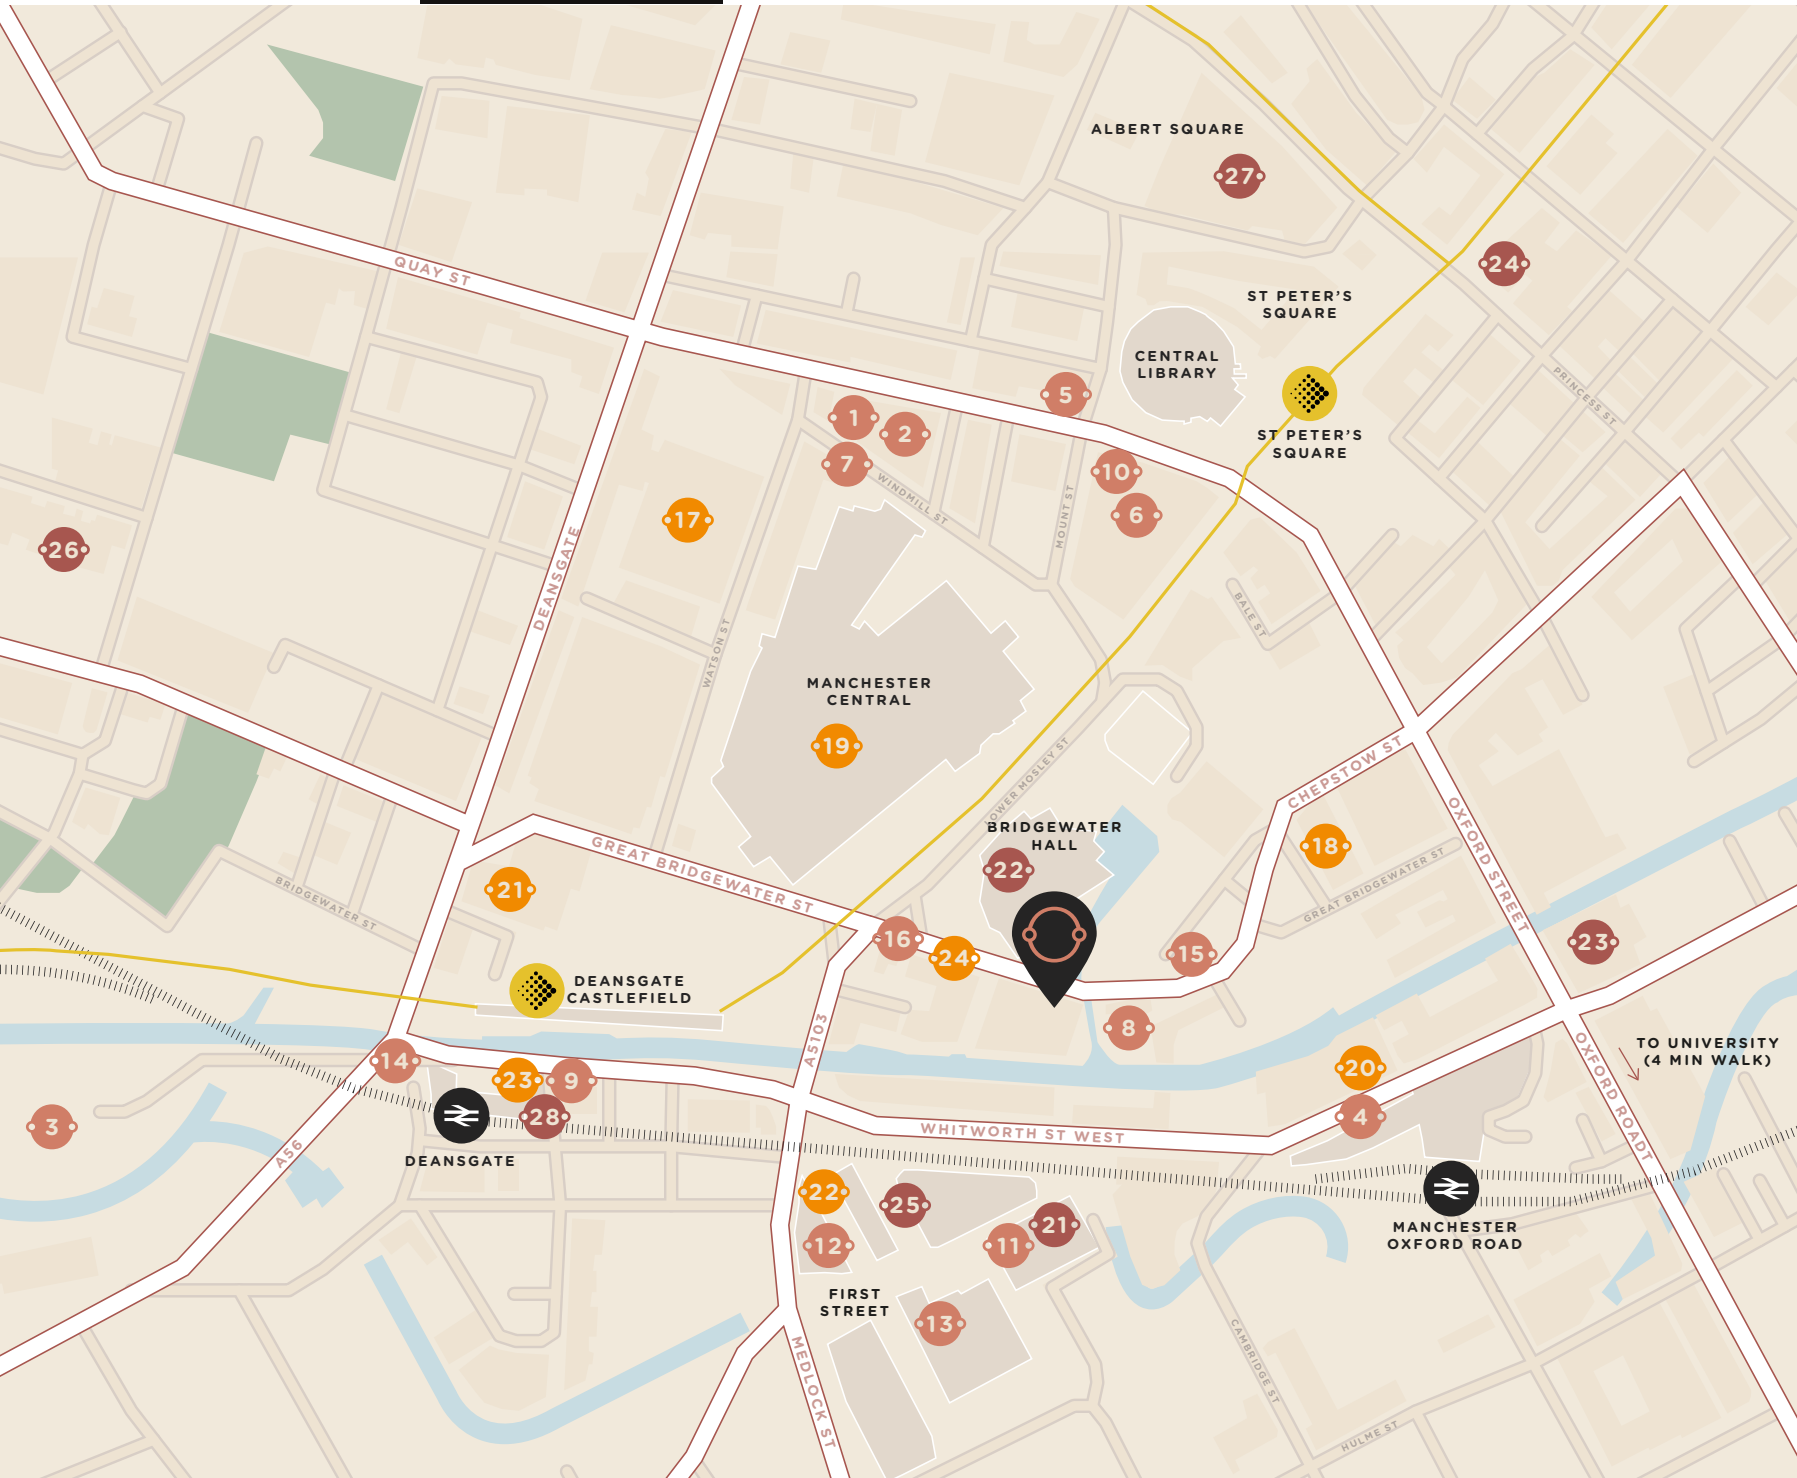 ALBERT SQUARE
27
24
QUAY ST
ST PETER'S
SQUARE
CENTRAL
LIBRARY
PRINCESS ST
5
1
2
ST PETER'S
SQUARE
7
10
WINDMILL ST
MOUNT ST
6
17
26
DEANSGATE
BALE ST
WATSON ST
MANCHESTER
CENTRAL
19
LOWER MOSLEY ST
CHEPSTOW ST
OXFORD STREET
BRIDGEWATER
HALL
22
18
GREAT BRIDGEWATER ST
GREAT BRIDGEWATER ST
21
BRIDGEWATER ST
16
24
15
23
DEANSGATE
CASTLEFIELD
A5103
8
14
23
9
28
20
4
TO UNIVERSITY
(4 MIN WALK)
OXFORD ROADT
3
A56
DEANSGATE
WHITWORTH ST WEST
22
25
12
11
21
MANCHESTER
OXFORD ROAD
FIRST
STREET
13
MEDLOCK ST
CAMBRIDGE ST
HULME ST